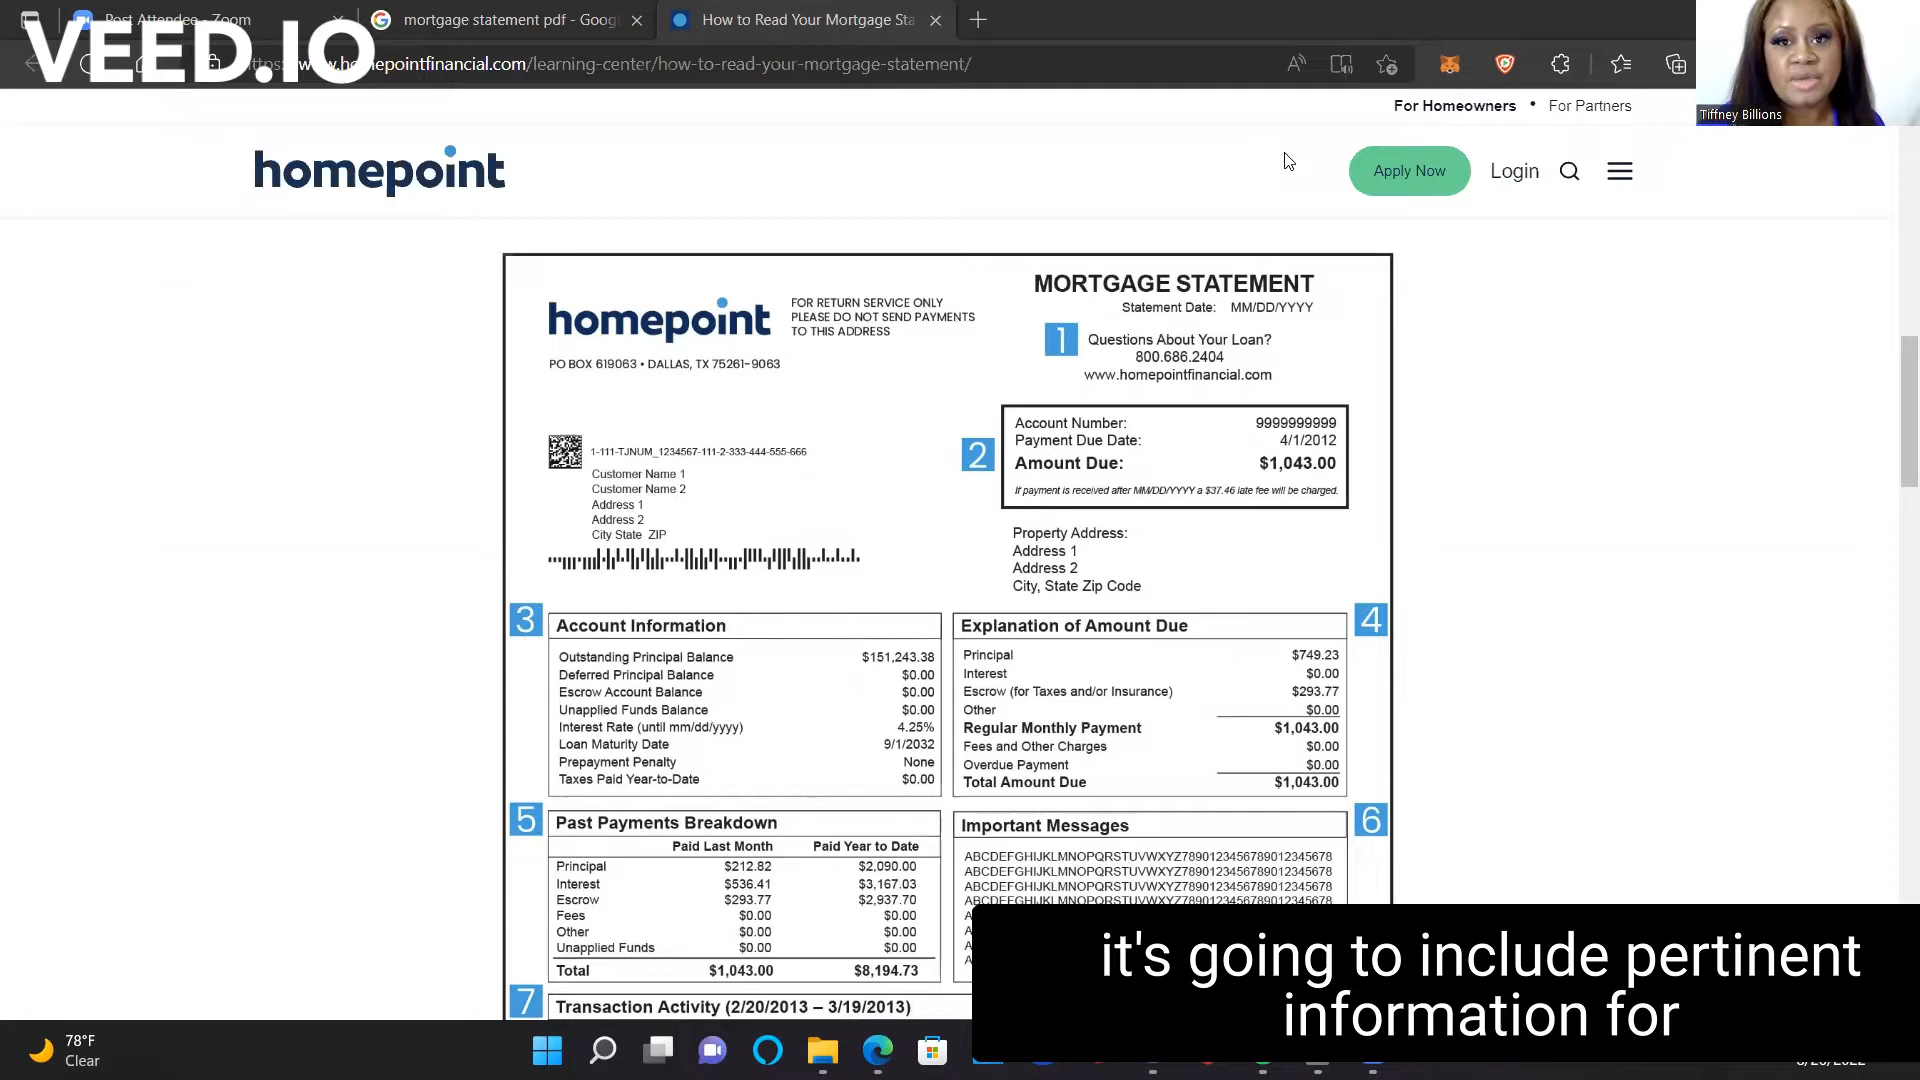 Post Attendee - Zoom
mortgage statement pdf - Goog
How to Read Your Mortgage Sta
VEED.IO
homepointfinancial.com/learning-center/how-to-read-your-mortgage-statement/
Tiffney Billions
For Homeowners • For Partners
homepoint
Apply Now
Login
MORTGAGE STATEMENT
Statement Date: MM/DD/YYYY
homepoint
FOR RETURN SERVICE ONLY
PLEASE DO NOT SEND PAYMENTS
TO THIS ADDRESS
PO BOX 619063 • DALLAS, TX 75261-9063
1
Questions About Your Loan?
800.686.2404
www.homepointfinancial.com
2
Account Number: 9999999999
Payment Due Date: 4/1/2012
Amount Due: $1,043.00
If payment is received after MM/DD/YYYY a $37.46 late fee will be charged.
1-111-TJNUM_1234567-111-2-333-444-555-666
Customer Name 1
Customer Name 2
Address 1
Address 2
City State ZIP
Property Address:
Address 1
Address 2
City, State Zip Code
3
Account Information
Outstanding Principal Balance $151,243.38
Deferred Principal Balance $0.00
Escrow Account Balance $0.00
Unapplied Funds Balance $0.00
Interest Rate (until mm/dd/yyyy) 4.25%
Loan Maturity Date 9/1/2032
Prepayment Penalty None
Taxes Paid Year-to-Date $0.00
4
Explanation of Amount Due
Principal $749.23
Interest $0.00
Escrow (for Taxes and/or Insurance) $293.77
Other $0.00
Regular Monthly Payment $1,043.00
Fees and Other Charges $0.00
Overdue Payment $0.00
Total Amount Due $1,043.00
5
Past Payments Breakdown
Paid Last Month Paid Year to Date
Principal $212.82 $2,090.00
Interest $536.41 $3,167.03
Escrow $293.77 $2,937.70
Fees $0.00 $0.00
Other $0.00 $0.00
Unapplied Funds $0.00 $0.00
Total $1,043.00 $8,194.73
6
Important Messages
ABCDEFGHIJKLMNOPQRSTUVWXYZ7890123456789012345678
ABCDEFGHIJKLMNOPQRSTUVWXYZ7890123456789012345678
ABCDEFGHIJKLMNOPQRSTUVWXYZ7890123456789012345678
ABCDEFGHIJKLMNOPQRSTUVWXYZ7890123456789012345678
7
Transaction Activity (2/20/2013 – 3/19/2013)
it's going to include pertinent
information for
78°F
Clear